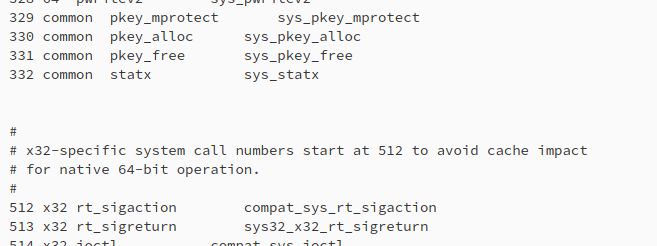 328 64 pwritev2 sys_pwritev2
329 common pkey_mprotect sys_pkey_mprotect
330 common pkey_alloc sys_pkey_alloc
331 common pkey_free sys_pkey_free
332 common statx sys_statx
#
# x32-specific system call numbers start at 512 to avoid cache impact
# for native 64-bit operation.
#
512 x32 rt_sigaction compat_sys_rt_sigaction
513 x32 rt_sigreturn sys32_x32_rt_sigreturn
514 x32 ioctl compat_sys_ioctl